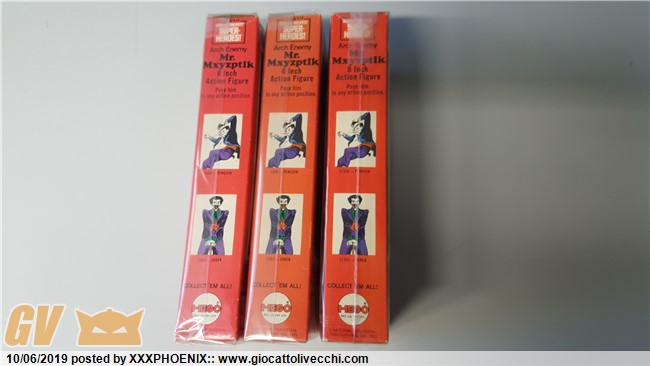 SUPER-
HEROES!
Arch Enemy
Mr.
Mxyzptlk
8 Inch
Action Figure
Pose him
in any action position.
COLLECT 'EM ALL!
MEGO
SUPER-
HEROES!
Arch Enemy
Mr.
Mxyzptlk
8 Inch
Action Figure
Pose him
in any action position.
COLLECT 'EM ALL!
MEGO
SUPER-
HEROES!
Arch Enemy
Mr.
Mxyzptlk
8 Inch
Action Figure
Pose him
in any action position.
COLLECT 'EM ALL!
MEGO
GV
10/06/2019 posted by XXXPHOENIX:: www.giocattolivecchi.com